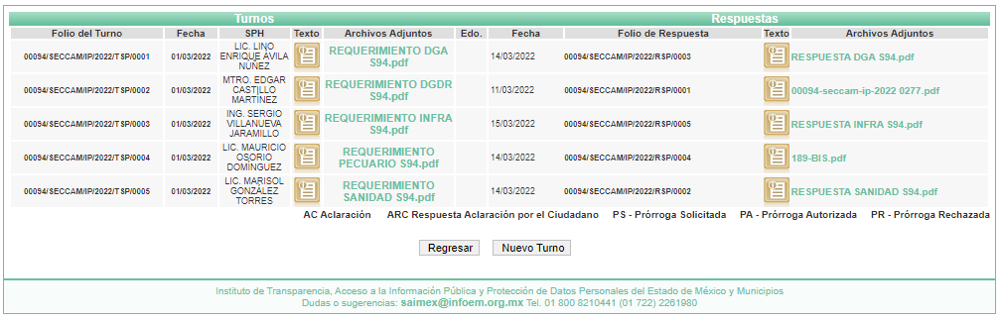 Turnos Respuestas
Folio del Turno Fecha SPH Texto Archivos Adjuntos Edo. Fecha Folio de Respuesta Texto Archivos Adjuntos
00094/SECCAM/IP/2022/TSP/0001 01/03/2022 LIC. LINO ENRIQUE AVILA NÚÑEZ REQUERIMIENTO DGA S94.pdf 14/03/2022 00094/SECCAM/IP/2022/RSP/0003 RESPUESTA DGA S94.pdf
00094/SECCAM/IP/2022/TSP/0002 01/03/2022 MTRO. EDGAR CASTILLO MARTÍNEZ REQUERIMIENTO DGDR S94.pdf 11/03/2022 00094/SECCAM/IP/2022/RSP/0001 00094-seccam-ip-2022 0277.pdf
00094/SECCAM/IP/2022/TSP/0003 01/03/2022 ING. SERGIO VILLANUEVA JARAMILLO REQUERIMIENTO INFRA S94.pdf 15/03/2022 00094/SECCAM/IP/2022/RSP/0005 RESPUESTA INFRA S94.pdf
00094/SECCAM/IP/2022/TSP/0004 01/03/2022 LIC. MAURICIO OSORIO DOMÍNGUEZ REQUERIMIENTO PECUARIO S94.pdf 14/03/2022 00094/SECCAM/IP/2022/RSP/0004 189-BIS.pdf
00094/SECCAM/IP/2022/TSP/0005 01/03/2022 LIC. MARISOL GONZÁLEZ TORRES REQUERIMIENTO SANIDAD S94.pdf 14/03/2022 00094/SECCAM/IP/2022/RSP/0002 RESPUESTA SANIDAD S94.pdf
AC Aclaración ARC Respuesta Aclaración por el Ciudadano PS - Prórroga Solicitada PA - Prórroga Autorizada PR - Prórroga Rechazada
Regresar Nuevo Turno
Instituto de Transparencia, Acceso a la Información Pública y Protección de Datos Personales del Estado de México y Municipios
Dudas o sugerencias: saimex@infoem.org.mx Tel. 01 800 8210441 (01 722) 2261980